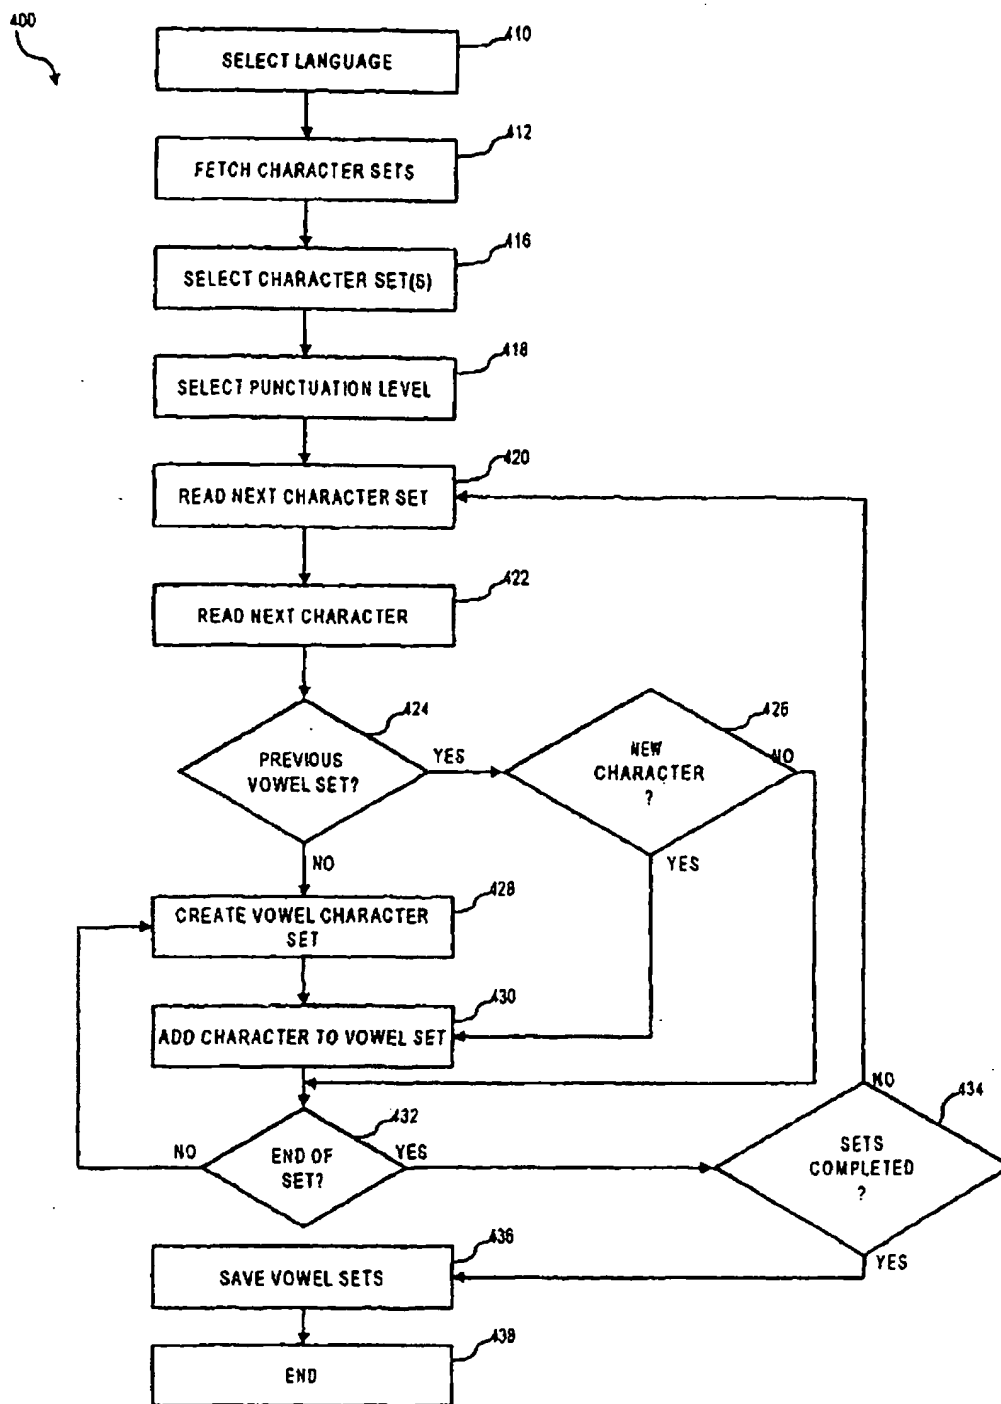 400
410
SELECT LANGUAGE
412
FETCH CHARACTER SETS
416
SELECT CHARACTER SET(S)
418
SELECT PUNCTUATION LEVEL
420
READ NEXT CHARACTER SET
422
READ NEXT CHARACTER
424
PREVIOUS
VOWEL SET?
YES
NO
426
NEW
CHARACTER
?
NO
YES
428
CREATE VOWEL CHARACTER
SET
430
ADD CHARACTER TO VOWEL SET
432
END OF
SET?
NO
YES
434
SETS
COMPLETED
?
NO
YES
436
SAVE VOWEL SETS
438
END